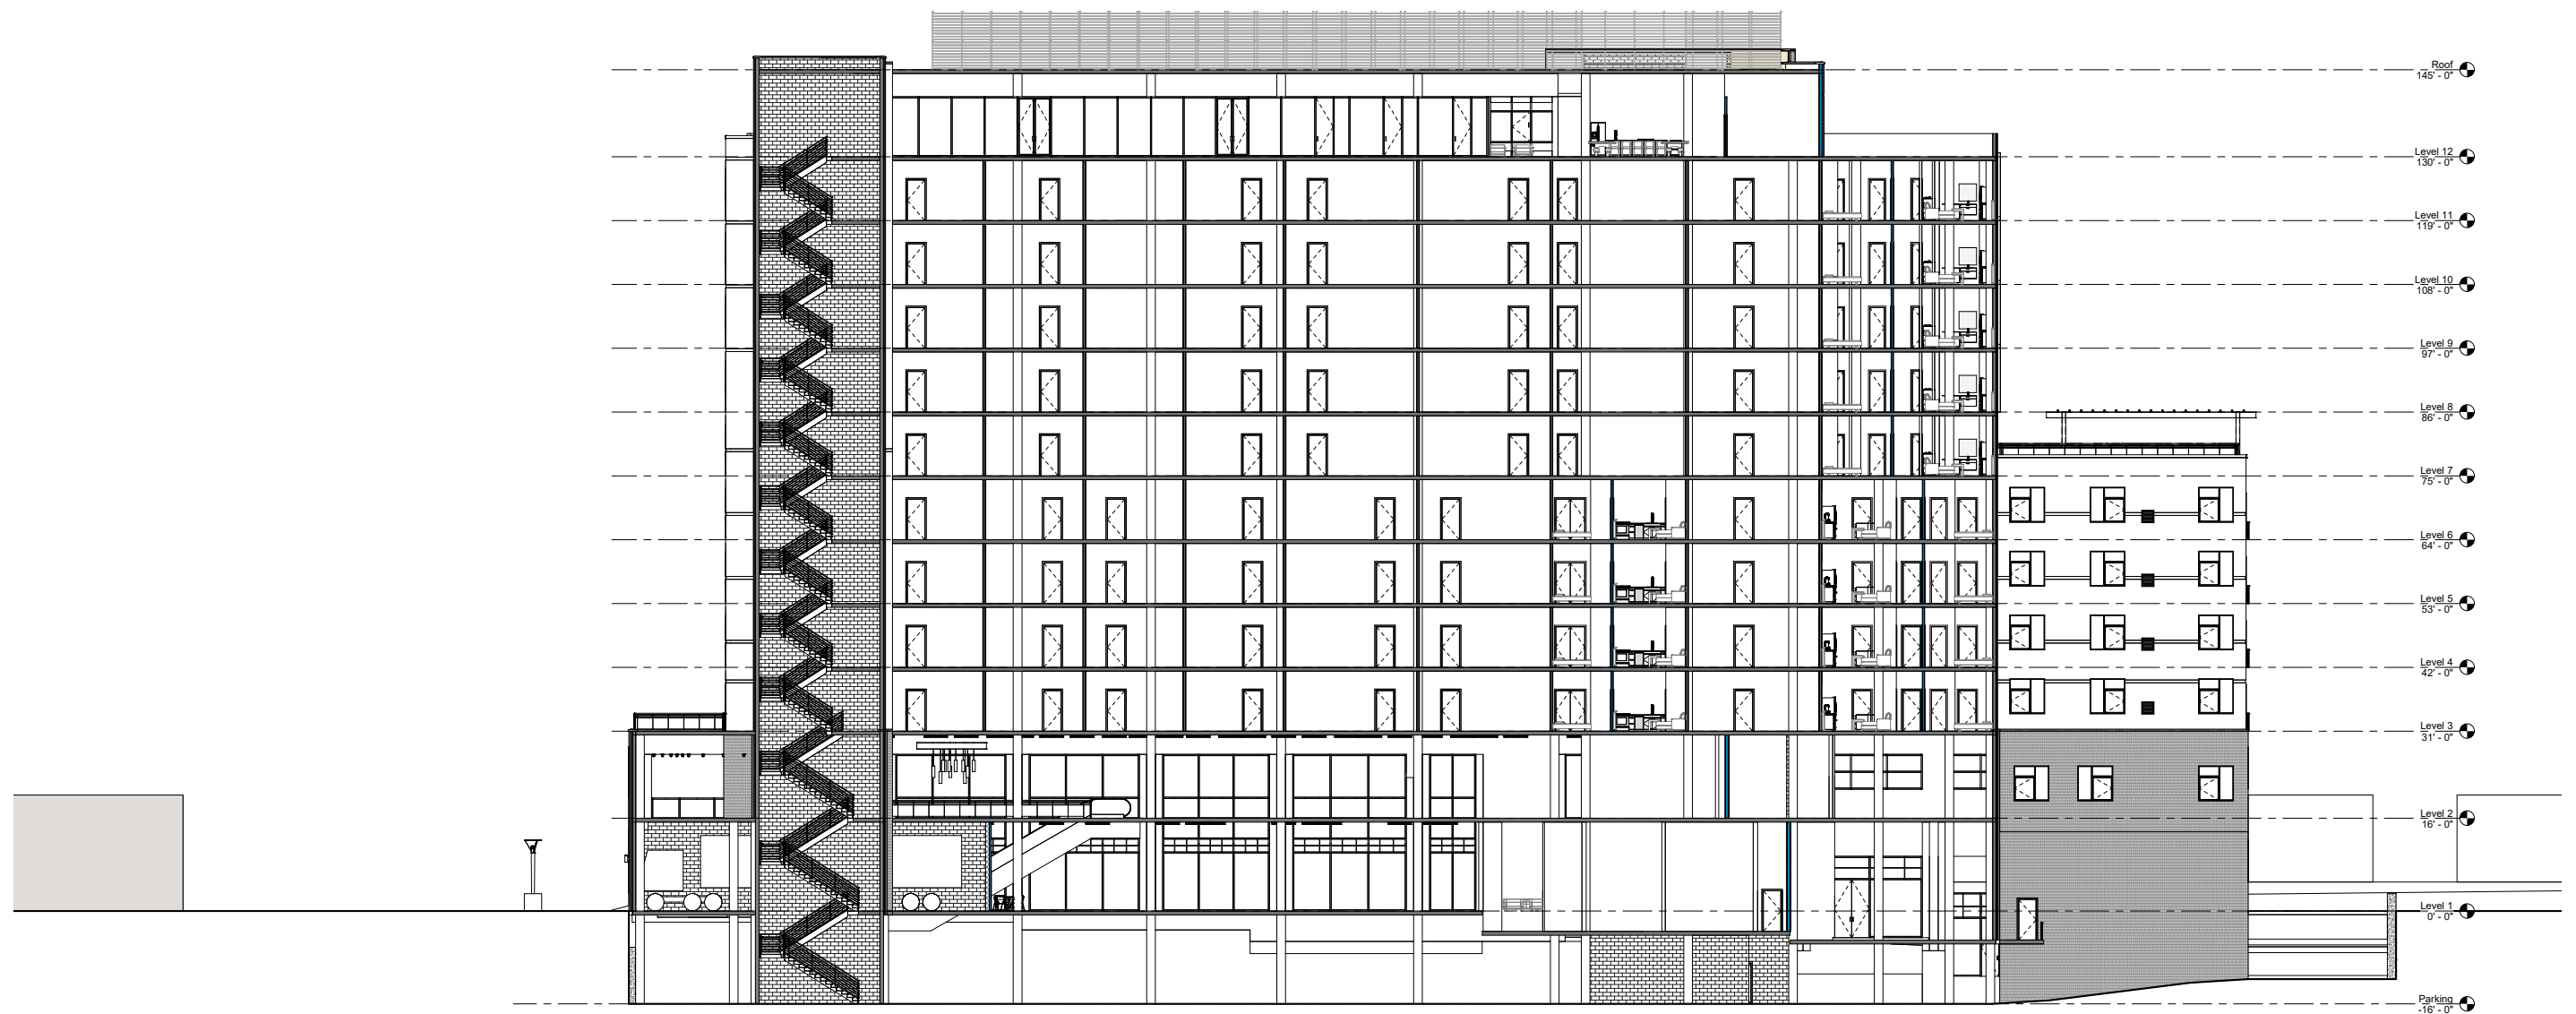 Roof
145' - 0"
Level 12
130' - 0"
Level 11
119' - 0"
Level 10
108' - 0"
Level 9
97' - 0"
Level 8
86' - 0"
Level 7
75' - 0"
Level 6
64' - 0"
Level 5
53' - 0"
Level 4
42' - 0"
Level 3
31' - 0"
Level 2
16' - 0"
Level 1
0' - 0"
Parking
-16' - 0"